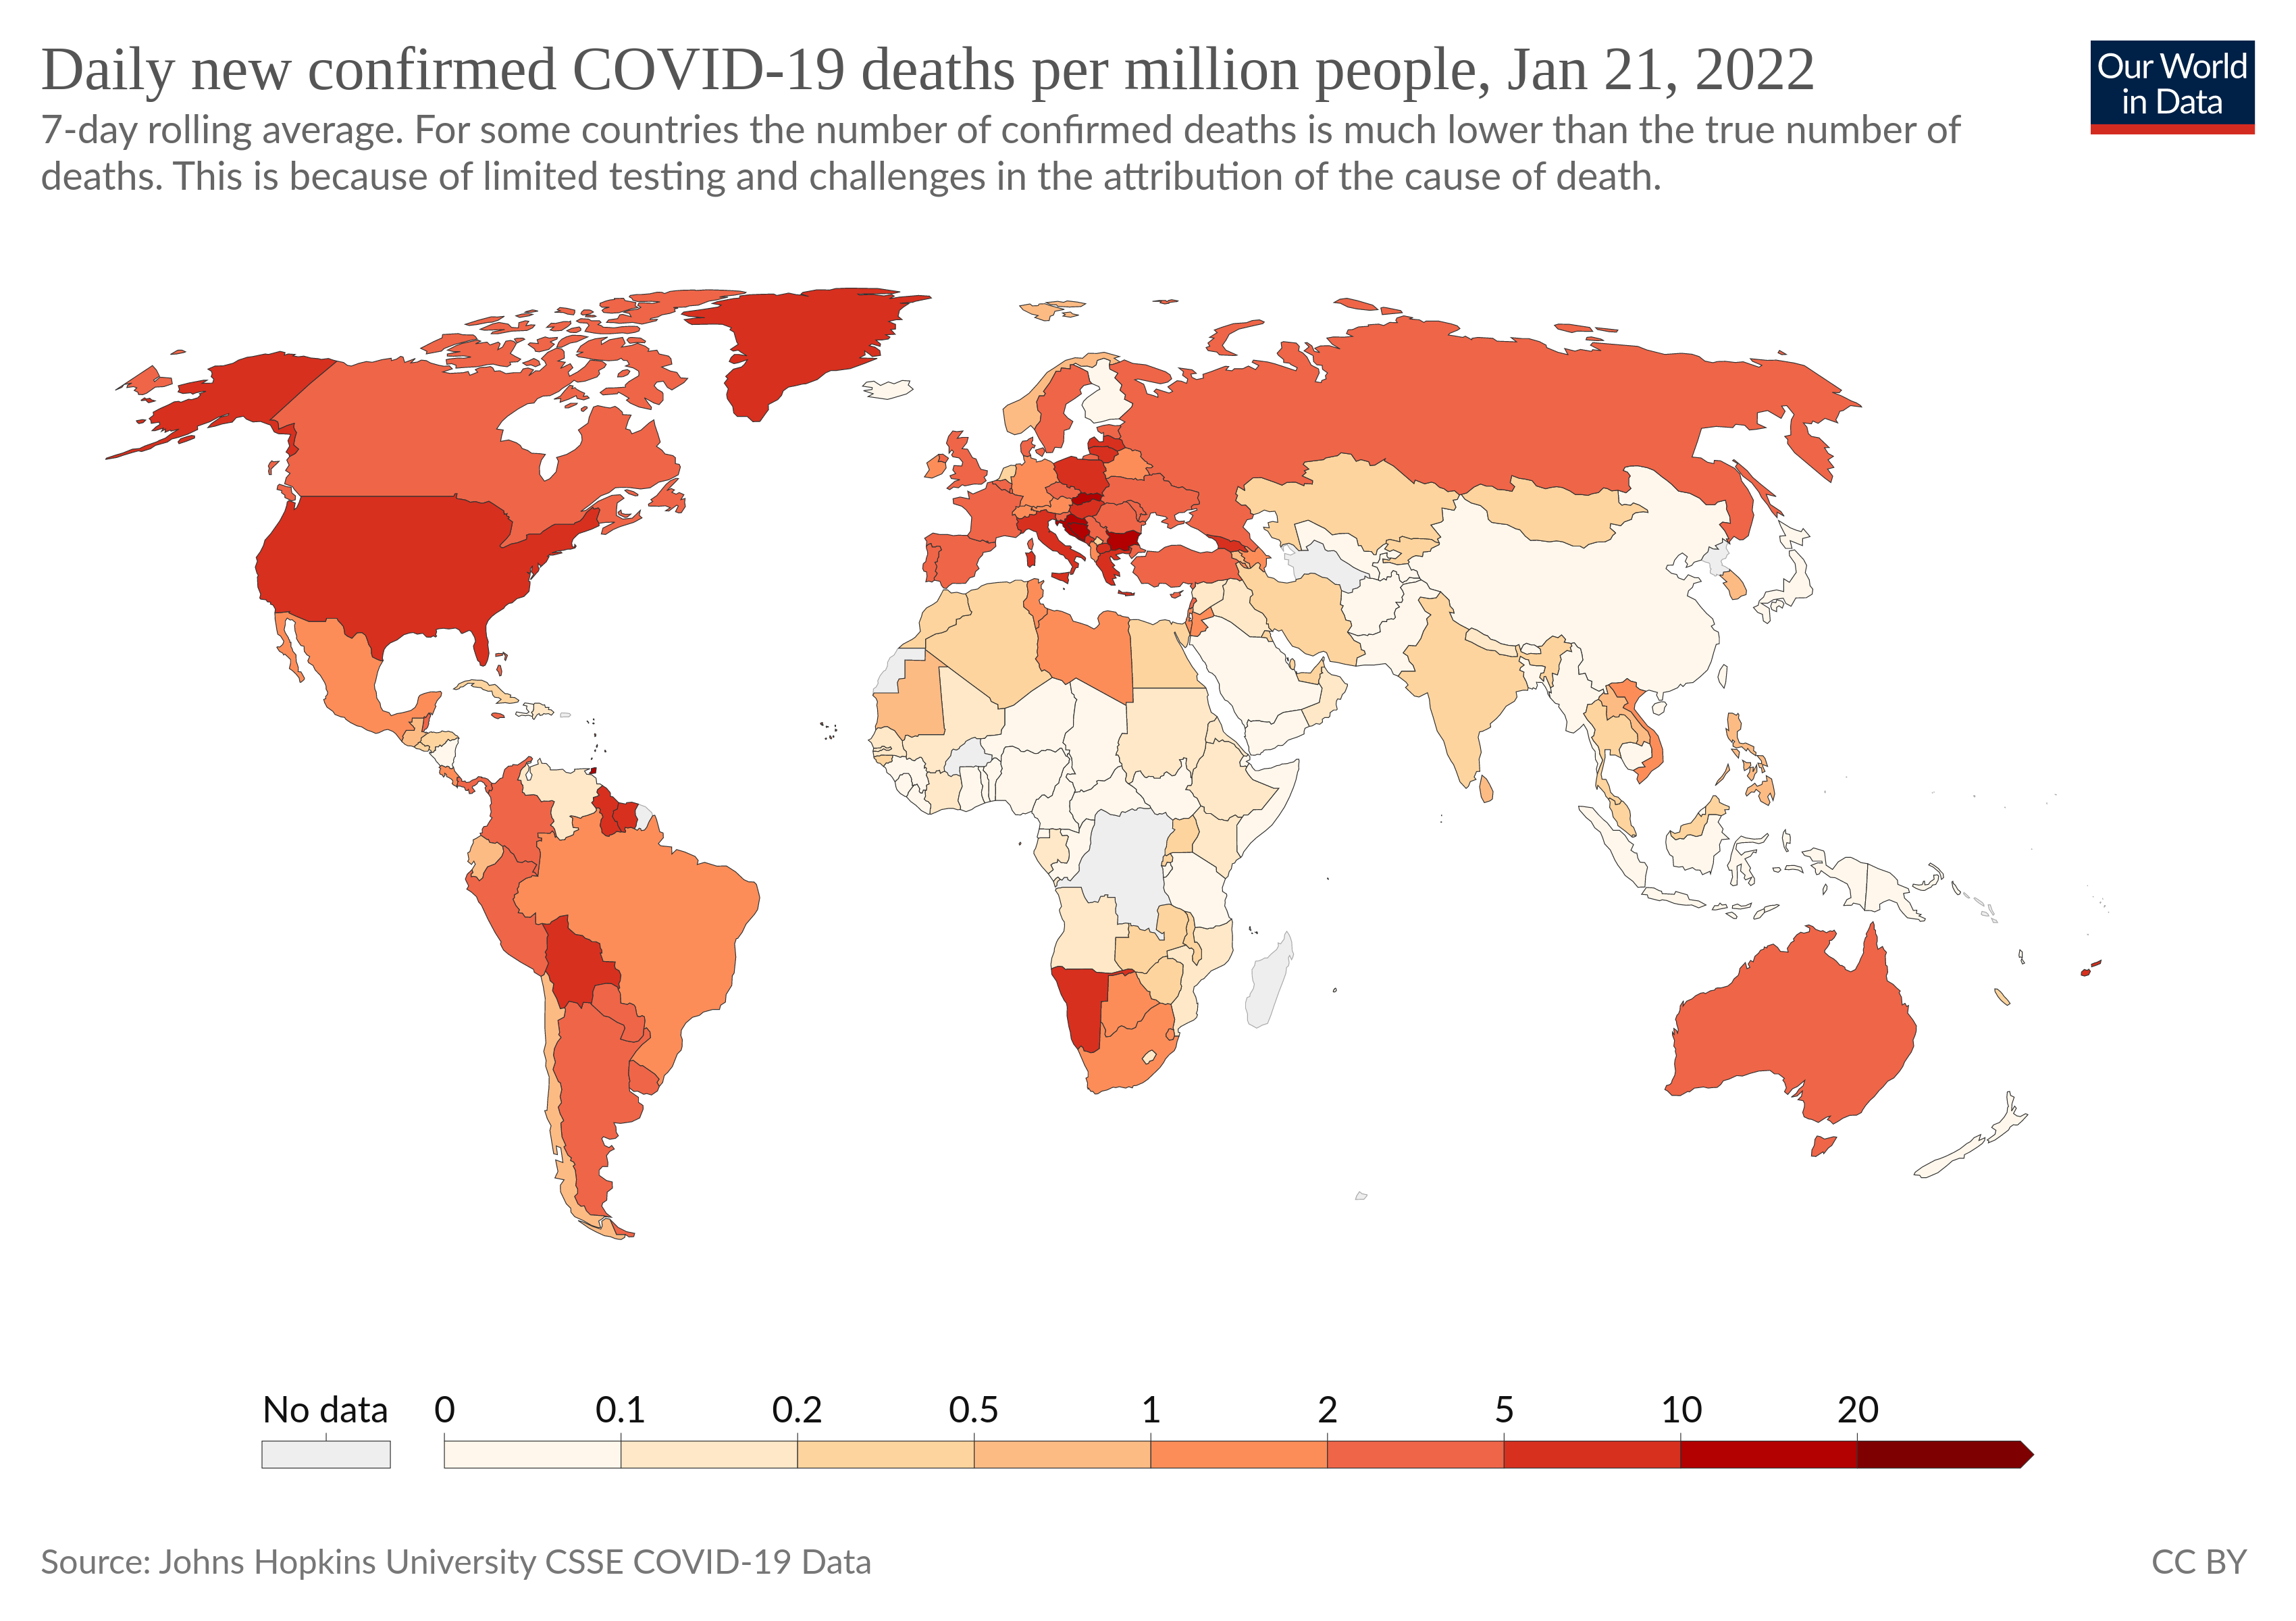 Daily new confirmed COVID-19 deaths per million people, Jan 21, 2022
Our World
in Data
7-day rolling average. For some countries the number of confirmed deaths is much lower than the true number of
deaths. This is because of limited testing and challenges in the attribution of the cause of death.
No data 0 0.1 0.2 0.5 1 2 5 10 20
Source: Johns Hopkins University CSSE COVID-19 Data
CC BY